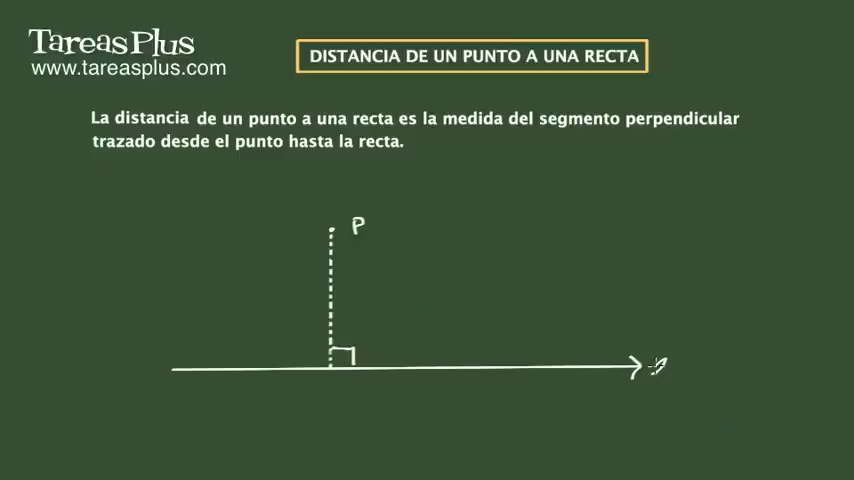 TareasPlus
www.tareasplus.com
DISTANCIA DE UN PUNTO A UNA RECTA
La distancia de un punto a una recta es la medida del segmento perpendicular
trazado desde el punto hasta la recta.
P